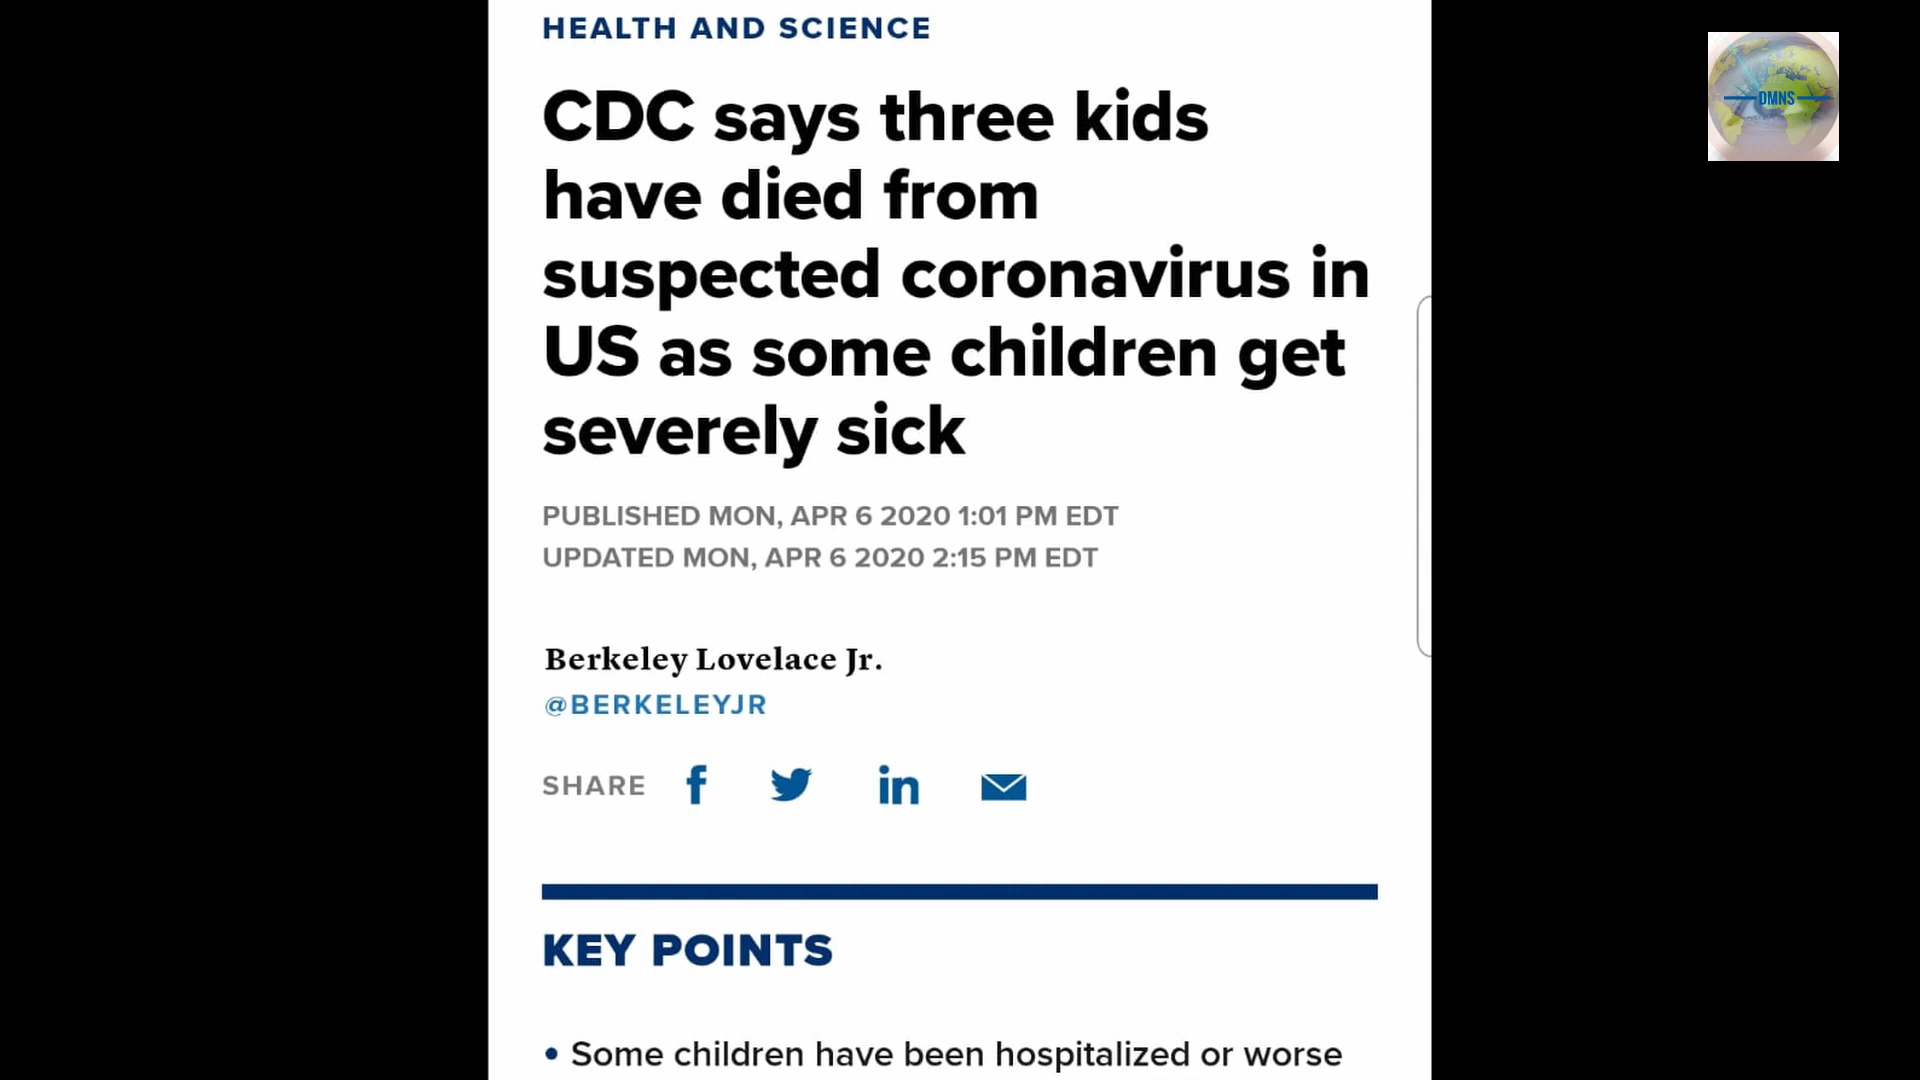 HEALTH AND SCIENCE
CDC says three kids
have died from
suspected coronavirus in
US as some children get
severely sick
PUBLISHED MON, APR 6 2020 1:01 PM EDT
UPDATED MON, APR 6 2020 2:15 PM EDT
Berkeley Lovelace Jr.
@BERKELEYJR
SHARE
KEY POINTS
• Some children have been hospitalized or worse
DMNS